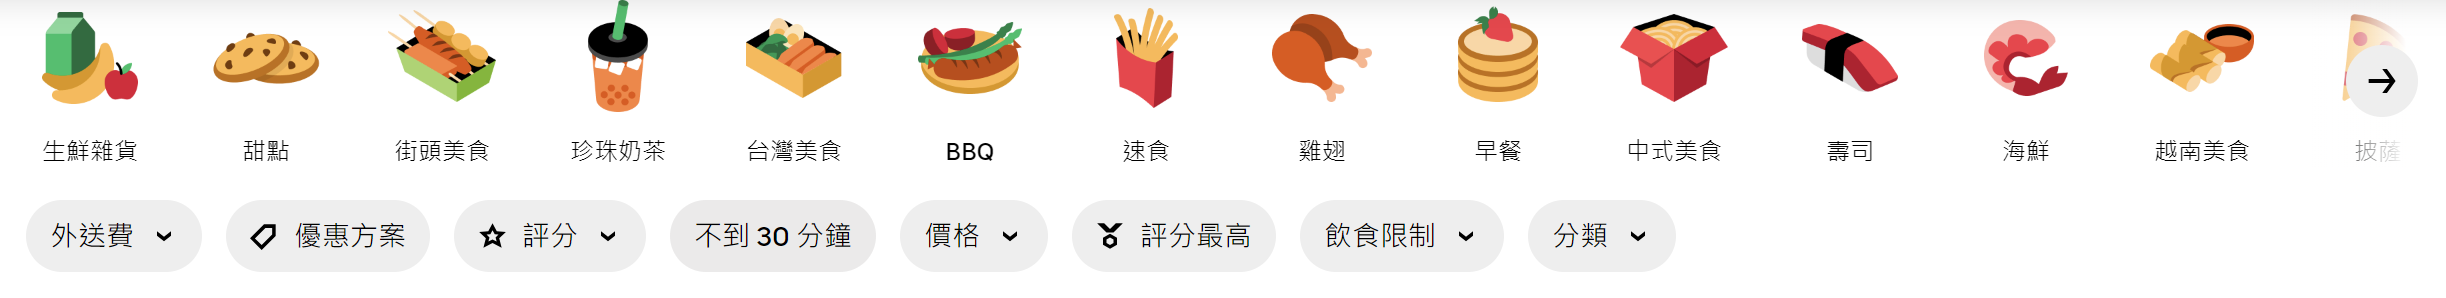 生鮮雜貨 甜點 街頭美食 珍珠奶茶 台灣美食 BBQ 速食 雞翅 早餐 中式美食 壽司 海鮮 越南美食 披薩
外送費 優惠方案 評分 不到 30 分鐘 價格 評分最高 飲食限制 分類